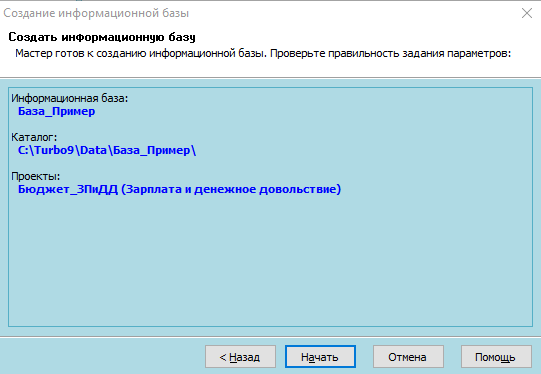 Создание информационной базы
Создать информационную базу
Мастер готов к созданию информационной базы. Проверьте правильность задания параметров:
Информационная база:
База_Пример
Каталог:
C:\Turbo9\Data\База_Пример\
Проекты:
Бюджет_ЗПиДД (Зарплата и денежное довольствие)
< Назад Начать Отмена Помощь